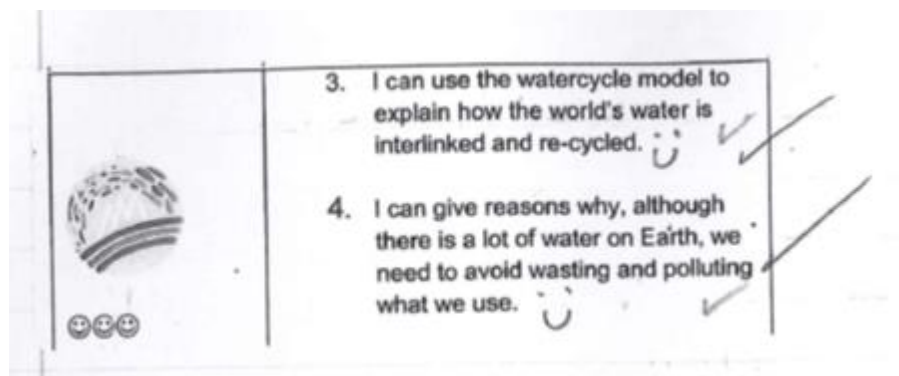 3. I can use the watercycle model to
explain how the world's water is
interlinked and re-cycled.
4. I can give reasons why, although
there is a lot of water on Earth, we
need to avoid wasting and polluting
what we use.